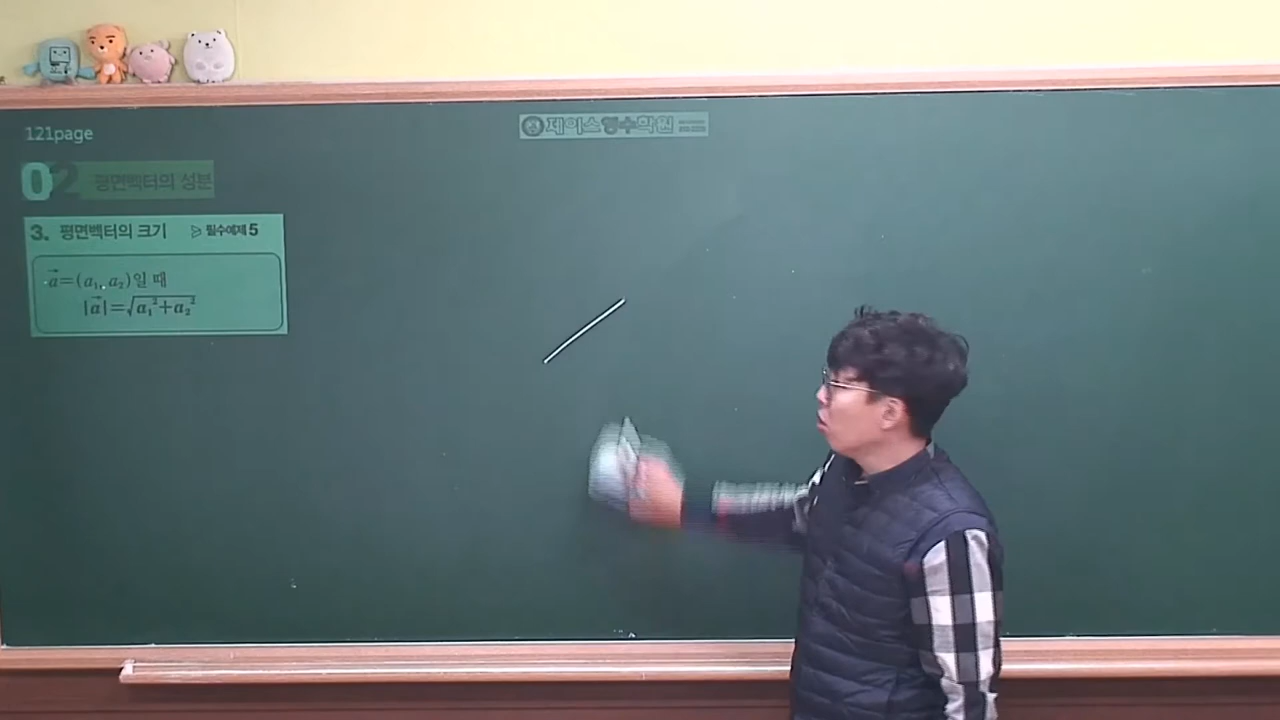 121page
제이스영수학원
02 평면벡터의 성분
3. 평면벡터의 크기 ≫ 필수예제 5
a⃗=(a₁, a₂)일 때
|a⃗|=√(a₁²+a₂²)